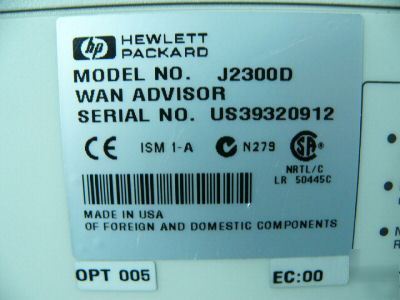 hp HEWLETT
PACKARD
MODEL NO. J2300D
WAN ADVISOR
SERIAL NO. US39320912
CE ISM 1-A N279 SA
NRTL/C
LR 50445C
MADE IN USA
OF FOREIGN AND DOMESTIC COMPONENTS
OPT 005 EC:00